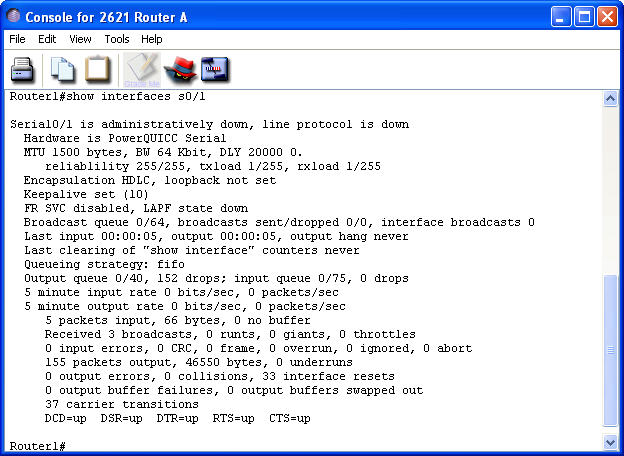 Console for 2621 Router A
File Edit View Tools Help
Grade Me
Router1#show interfaces s0/1
Serial0/1 is administratively down, line protocol is down
Hardware is PowerQUICC Serial
MTU 1500 bytes, BW 64 Kbit, DLY 20000 0.
reliablility 255/255, txload 1/255, rxload 1/255
Encapsulation HDLC, loopback not set
Keepalive set (10)
FR SVC disabled, LAPF state down
Broadcast queue 0/64, broadcasts sent/dropped 0/0, interface broadcasts 0
Last input 00:00:05, output 00:00:05, output hang never
Last clearing of "show interface" counters never
Queueing strategy: fifo
Output queue 0/40, 152 drops; input queue 0/75, 0 drops
5 minute input rate 0 bits/sec, 0 packets/sec
5 minute output rate 0 bits/sec, 0 packets/sec
5 packets input, 66 bytes, 0 no buffer
Received 3 broadcasts, 0 runts, 0 giants, 0 throttles
0 input errors, 0 CRC, 0 frame, 0 overrun, 0 ignored, 0 abort
155 packets output, 46550 bytes, 0 underruns
0 output errors, 0 collisions, 33 interface resets
0 output buffer failures, 0 output buffers swapped out
37 carrier transitions
DCD=up DSR=up DTR=up RTS=up CTS=up
Router1#